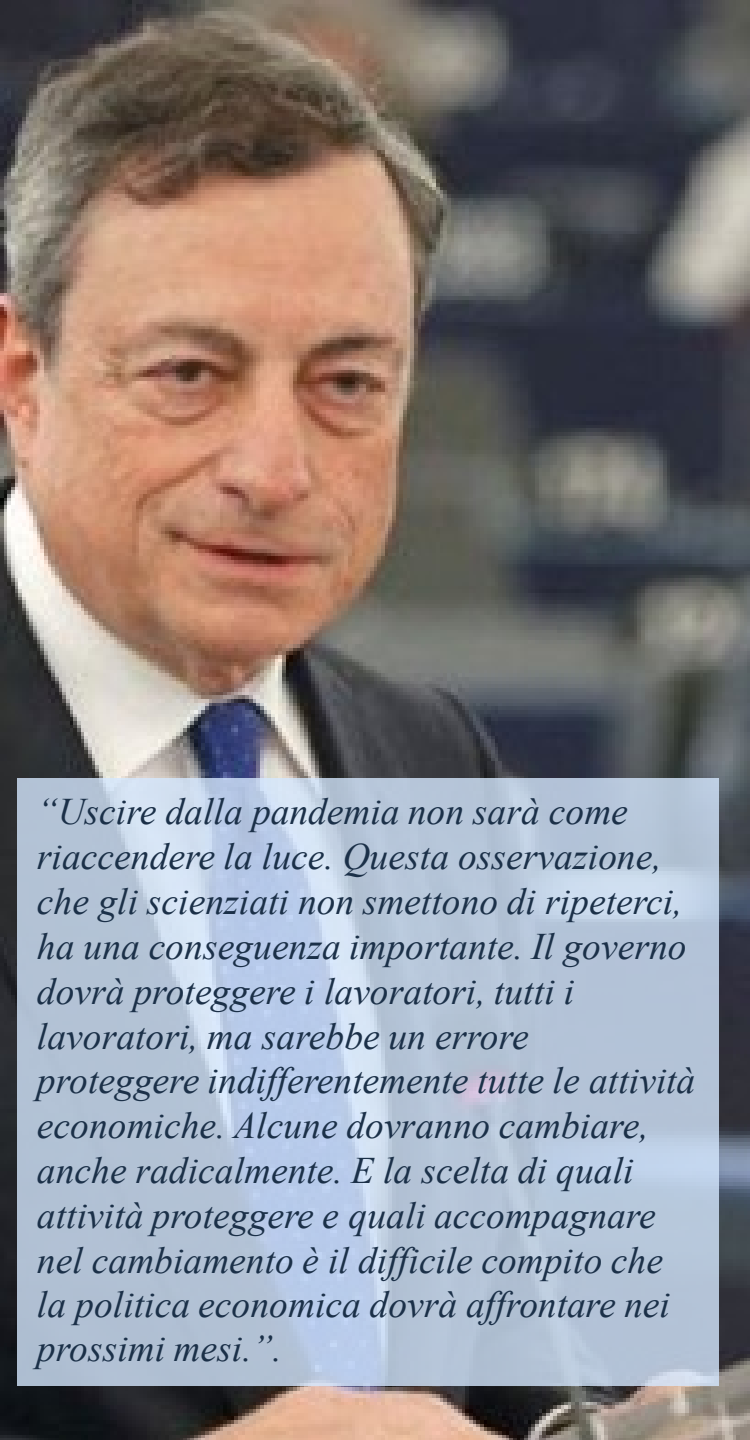 “Uscire dalla pandemia non sarà come
riaccendere la luce. Questa osservazione,
che gli scienziati non smettono di ripeterci,
ha una conseguenza importante. Il governo
dovrà proteggere i lavoratori, tutti i
lavoratori, ma sarebbe un errore
proteggere indifferentemente tutte le attività
economiche. Alcune dovranno cambiare,
anche radicalmente. E la scelta di quali
attività proteggere e quali accompagnare
nel cambiamento è il difficile compito che
la politica economica dovrà affrontare nei
prossimi mesi.”.